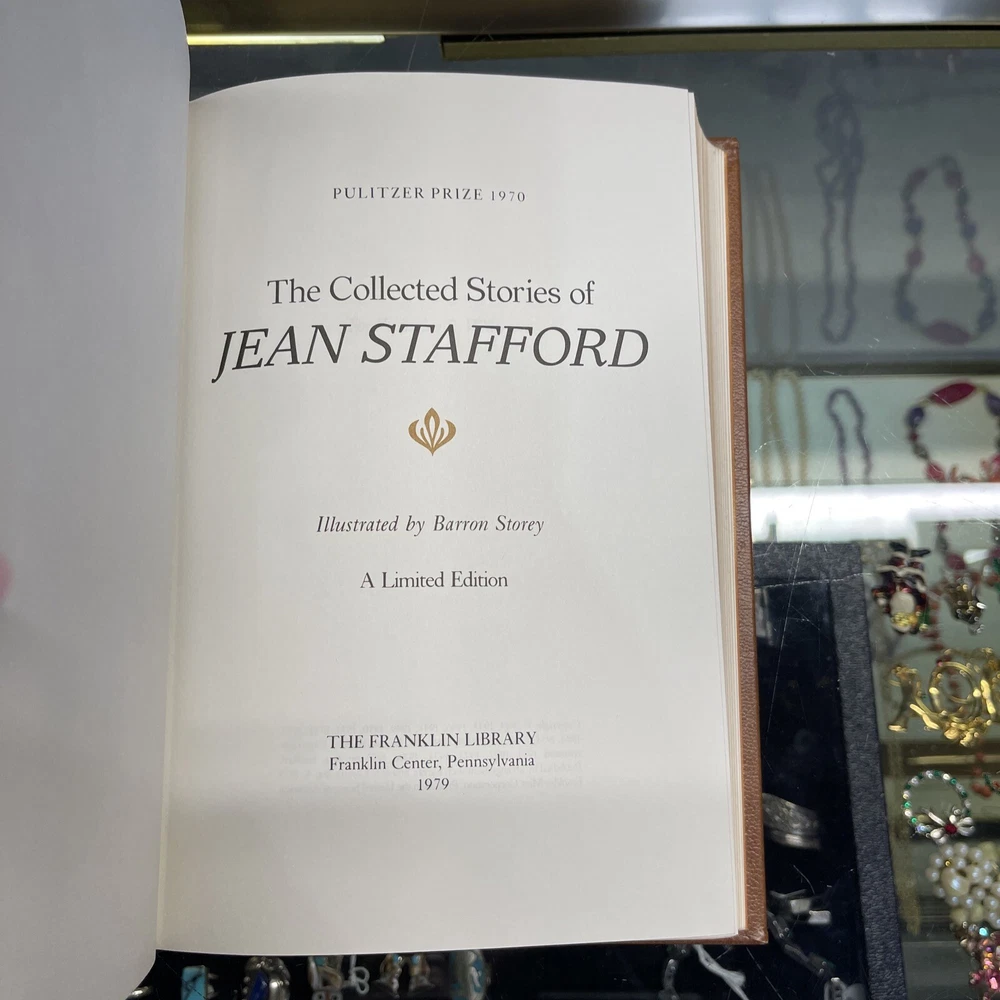 PULITZER PRIZE 1970
The Collected Stories of
JEAN STAFFORD
Illustrated by Barron Storey
A Limited Edition
THE FRANKLIN LIBRARY
Franklin Center, Pennsylvania
1979